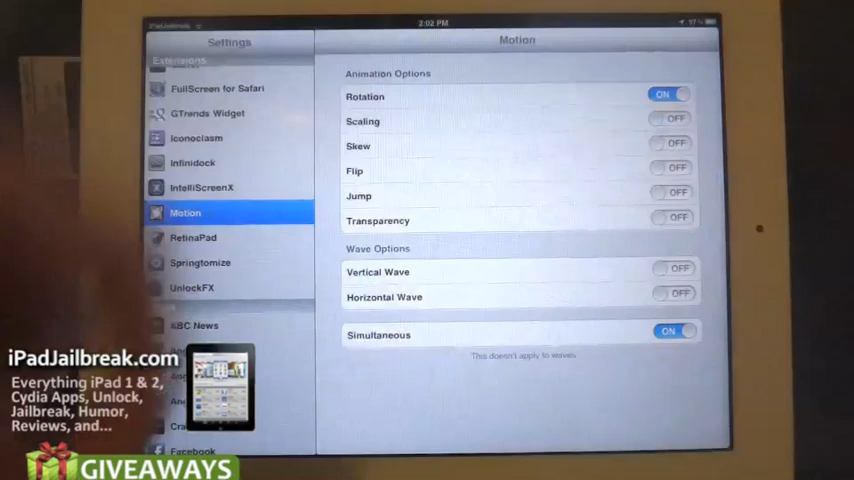 iPadJailbreak
2:02 PM
97%
Settings
Motion
Extensions
FullScreen for Safari
GTrends Widget
Iconoclasm
Infinidock
IntelliScreenX
Motion
RetinaPad
Springtomize
UnlockFX
ABC News
Facebook
Animation Options
Rotation
ON
Scaling
OFF
Skew
OFF
Flip
OFF
Jump
OFF
Transparency
OFF
Wave Options
Vertical Wave
OFF
Horizontal Wave
OFF
Simultaneous
ON
This doesn't apply to waves
iPadJailbreak.com
Everything iPad 1 & 2,
Cydia Apps, Unlock,
Jailbreak, Humor,
Reviews, and...
GIVEAWAYS